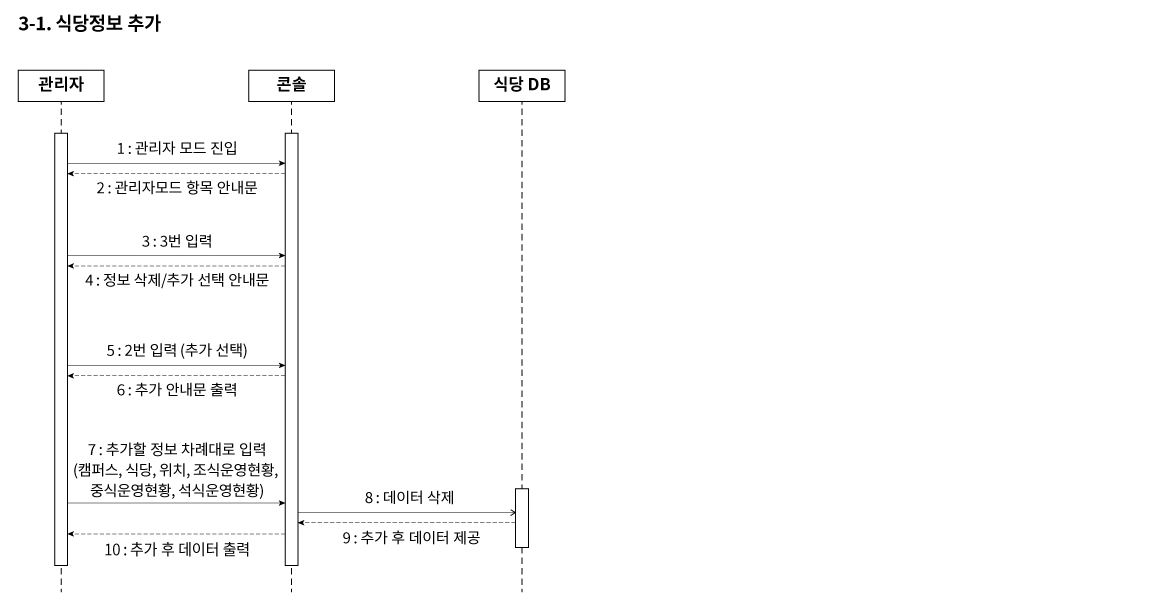 3-1. 식당정보 추가
관리자
콘솔
식당 DB
1 : 관리자 모드 진입
2 : 관리자모드 항목 안내문
3 : 3번 입력
4 : 정보 삭제/추가 선택 안내문
5 : 2번 입력 (추가 선택)
6 : 추가 안내문 출력
7 : 추가할 정보 차례대로 입력
(캠퍼스, 식당, 위치, 조식운영현황,
중식운영현황, 석식운영현황)
8 : 데이터 삭제
9 : 추가 후 데이터 제공
10 : 추가 후 데이터 출력